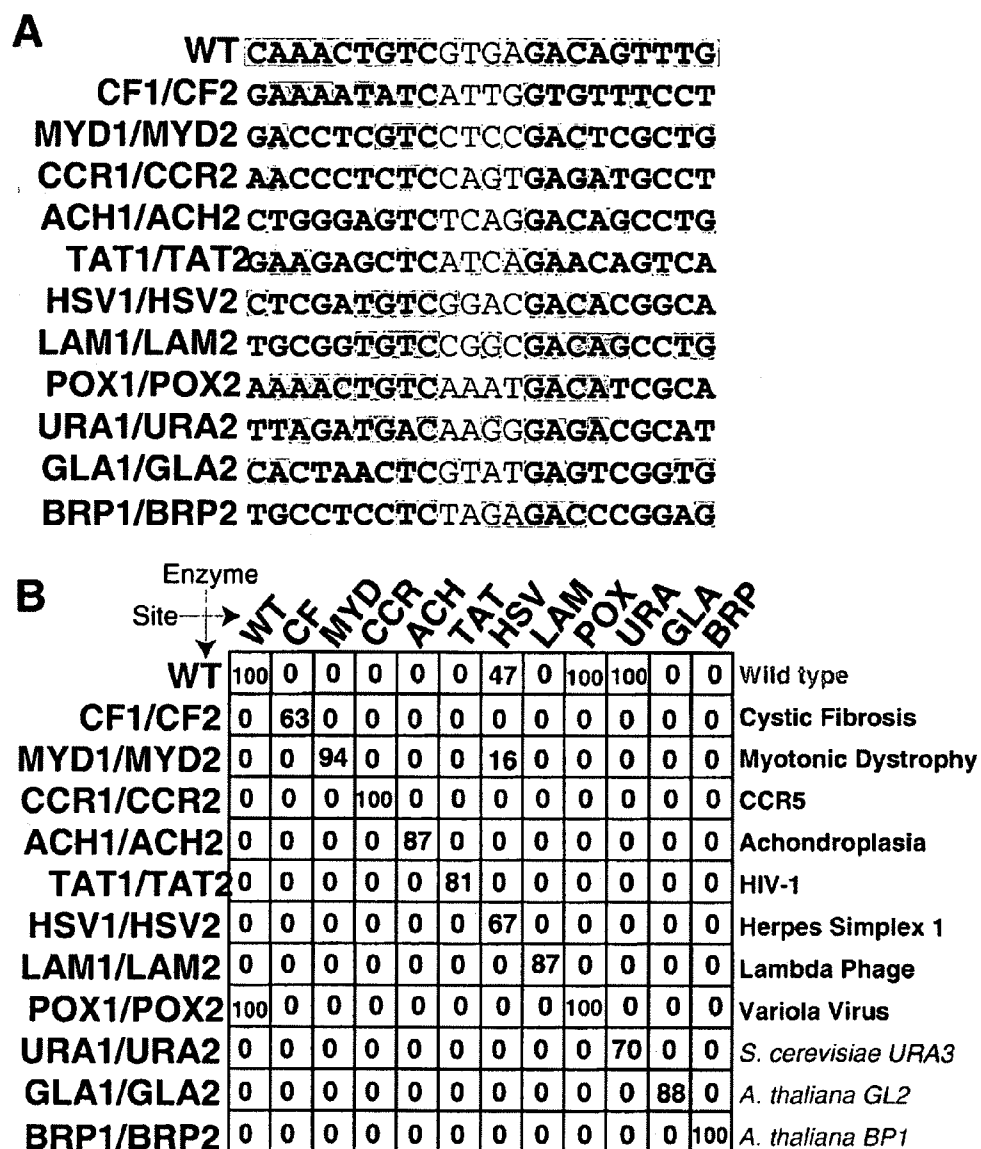 A
WT CAAACTGTCGTGAGACAGTTTG
CF1/CF2 GAAAATATCATTGGTGTTTCCT
MYD1/MYD2 GACCTCGTCCTCCGACTCGCTG
CCR1/CCR2 AACCCTCTCCAGTGAGATGCCT
ACH1/ACH2 CTGGGAGTCTCAGGACAGCCTG
TAT1/TAT2 GAAGAGCTCATCAGAACAGTCA
HSV1/HSV2 CTCGATGTCGGACGACACGGCA
LAM1/LAM2 TGCGGTGTCCGGCGACAGCCTG
POX1/POX2 AAAACTGTCAAATGACATCGCA
URA1/URA2 TTAGATGACAAGGGAGACGCAT
GLA1/GLA2 CACTAACTCGTATGAGTCGGTG
BRP1/BRP2 TGCCTCCTCTAGAGACCCGGAG
B
Enzyme
Site
WT CF MYD CCR ACH TAT HSV LAM POX URA GLA BRP
WT 100 0 0 0 0 0 47 0 100 100 0 0 Wild type
CF1/CF2 0 63 0 0 0 0 0 0 0 0 0 0 Cystic Fibrosis
MYD1/MYD2 0 0 94 0 0 0 16 0 0 0 0 0 Myotonic Dystrophy
CCR1/CCR2 0 0 0 100 0 0 0 0 0 0 0 0 CCR5
ACH1/ACH2 0 0 0 0 87 0 0 0 0 0 0 0 Achondroplasia
TAT1/TAT2 0 0 0 0 0 81 0 0 0 0 0 0 HIV-1
HSV1/HSV2 0 0 0 0 0 0 67 0 0 0 0 0 Herpes Simplex 1
LAM1/LAM2 0 0 0 0 0 0 0 87 0 0 0 0 Lambda Phage
POX1/POX2 100 0 0 0 0 0 0 0 100 0 0 0 Variola Virus
URA1/URA2 0 0 0 0 0 0 0 0 0 70 0 0 S. cerevisiae URA3
GLA1/GLA2 0 0 0 0 0 0 0 0 0 0 88 0 A. thaliana GL2
BRP1/BRP2 0 0 0 0 0 0 0 0 0 0 0 100 A. thaliana BP1